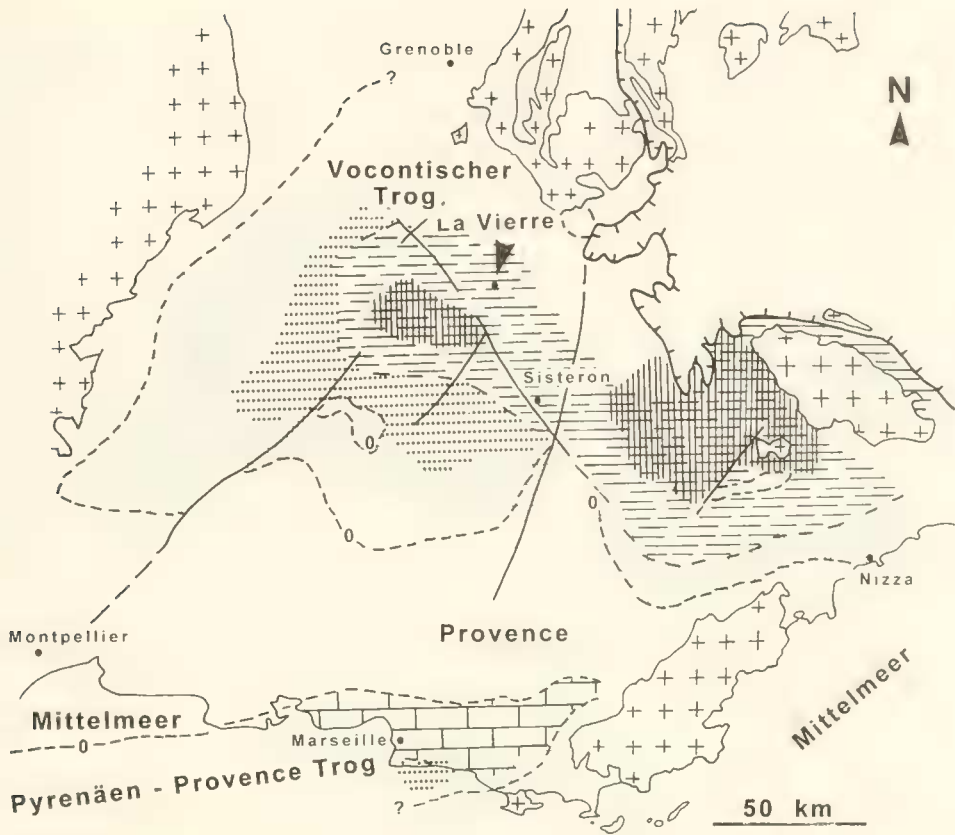 Grenoble
?
N
Vocontischer
Trog.
La Vierre
Sisteron
0
0
0
Nizza
Montpellier
Provence
Mittelmeer
Mittelmeer
0
Marseille
Pyrenäen - Provence Trog
?
50 km